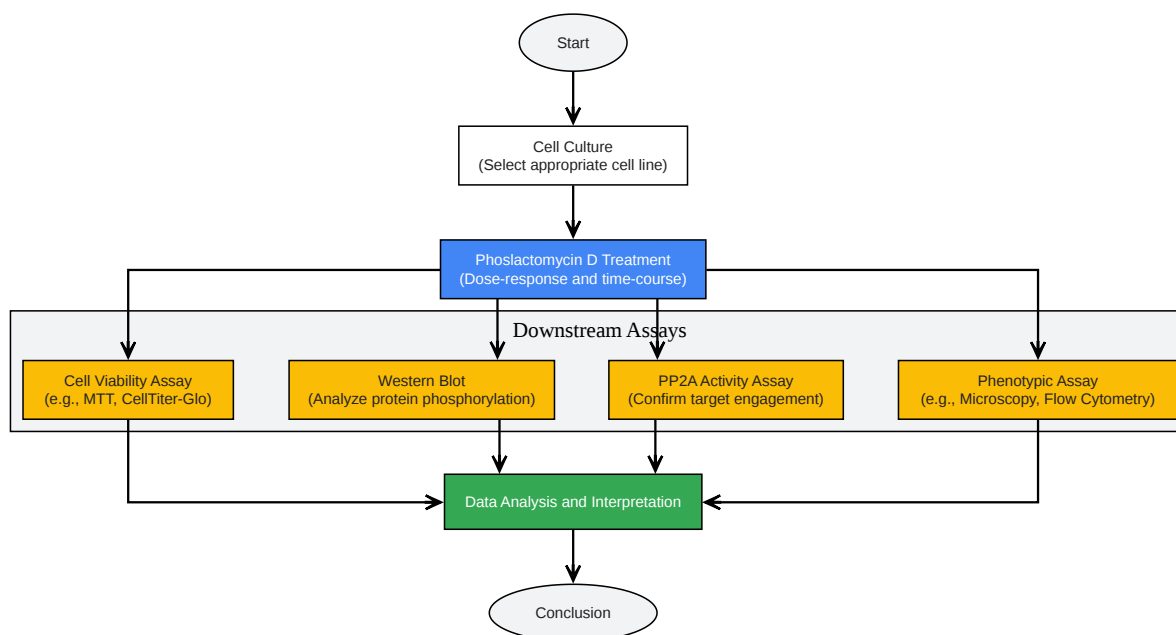 Start
Cell Culture
(Select appropriate cell line)
Phoslactomycin D Treatment
(Dose-response and time-course)
Downstream Assays
Cell Viability Assay
(e.g., MTT, CellTiter-Glo)
Western Blot
(Analyze protein phosphorylation)
PP2A Activity Assay
(Confirm target engagement)
Phenotypic Assay
(e.g., Microscopy, Flow Cytometry)
Data Analysis and Interpretation
Conclusion